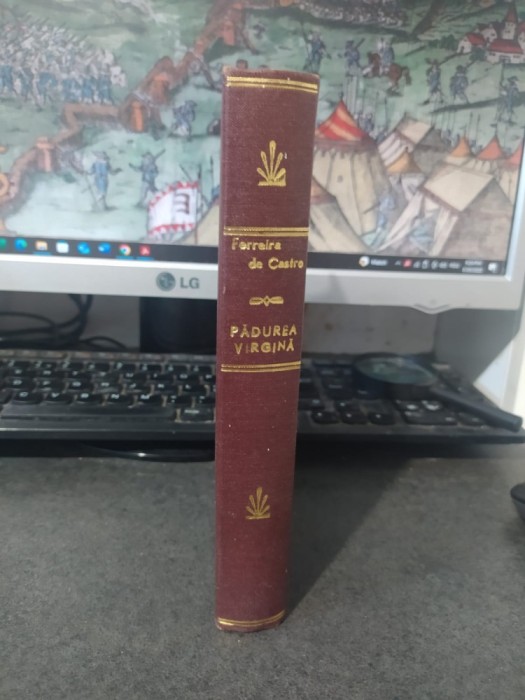 Ferreira
de Castro
PĂDUREA
VIRGINĂ
LG